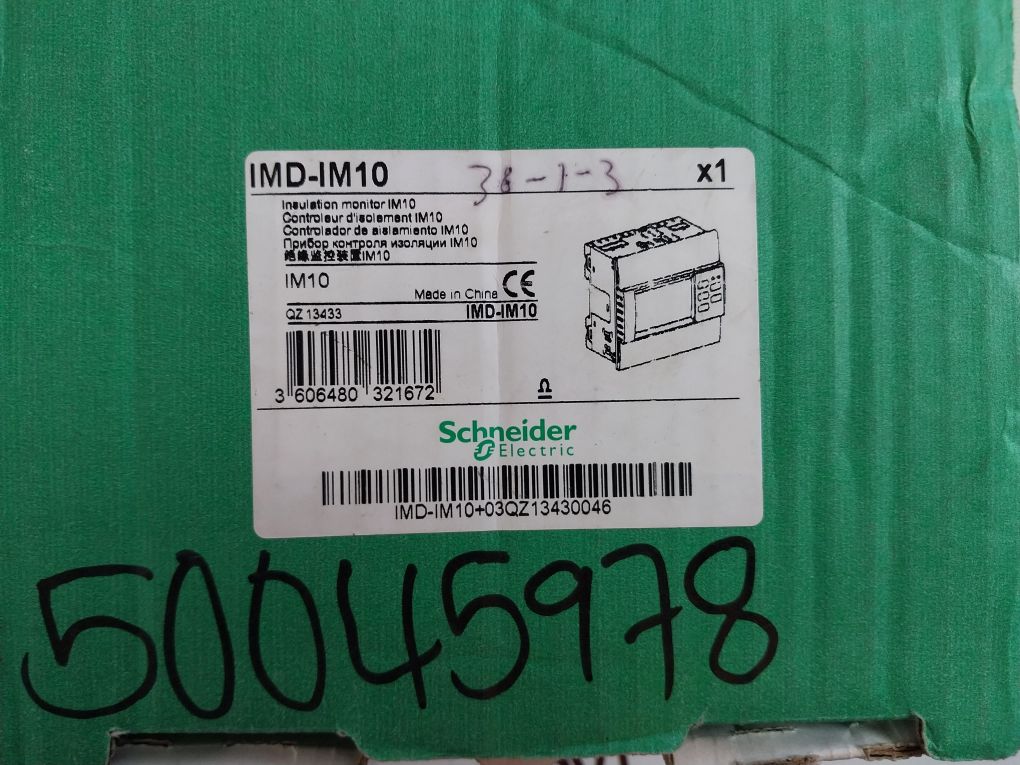 IMD-IM10 38-1-3 x1
Insulation monitor IM10
Controleur d'isolement IM10
Controlador de aislamiento IM10
Прибор контроля изоляции IM10
绝缘监控装置IM10
IM10
Made in China CE
QZ 13433 IMD-IM10
3 606480 321672
Ω
Schneider
Electric
IMD-IM10+03QZ13430046
50045978